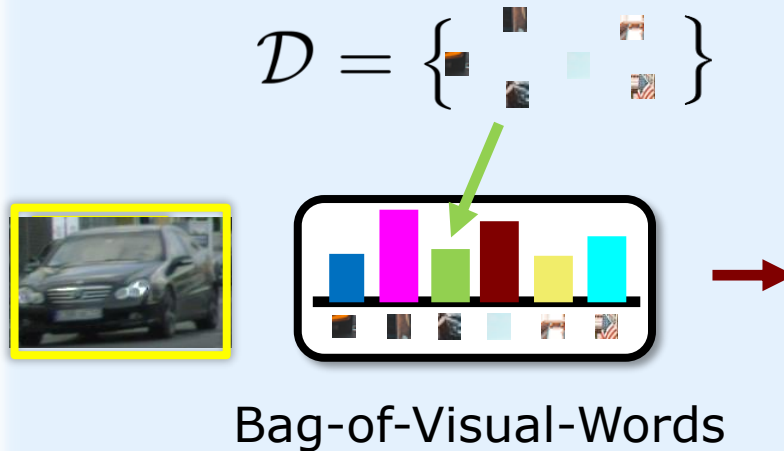 𝒟 = { }
Bag-of-Visual-Words